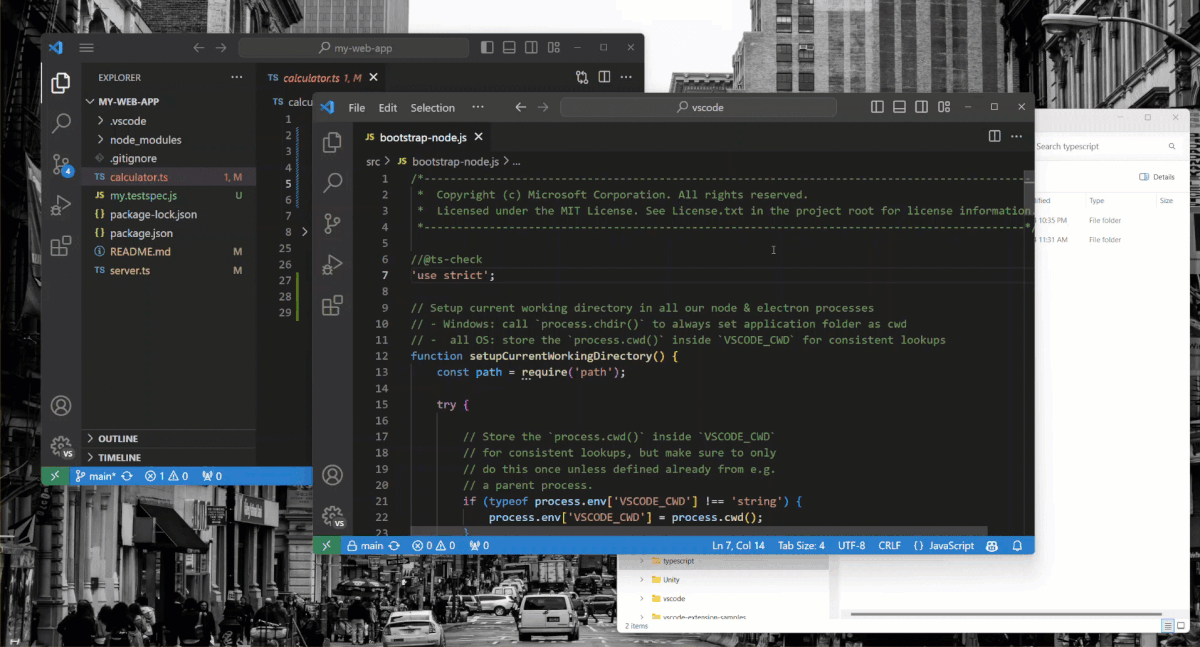 my-web-app
EXPLORER
TS calculator.ts 1, M
MY-WEB-APP
TS calcu
.vscode
node_modules
.gitignore
TS calculator.ts 1, M
JS my.testspec.js U
{} package-lock.json
{} package.json
README.md M
TS server.ts M
1
2
3
4
5
6
7
8
25
26
27
28
29
4
VS
OUTLINE
TIMELINE
main* 1 0 0
File Edit Selection ··· vscode
JS bootstrap-node.js
src > JS bootstrap-node.js > ...
1 /*---------------------------------------------------------------------------------------------
2 * Copyright (c) Microsoft Corporation. All rights reserved.
3 * Licensed under the MIT License. See License.txt in the project root for license information.
4 *--------------------------------------------------------------------------------------------*/
5
6 //@ts-check
7 'use strict';
8
9 // Setup current working directory in all our node & electron processes
10 // - Windows: call `process.chdir()` to always set application folder as cwd
11 // -  all OS: store the `process.cwd()` inside `VSCODE_CWD` for consistent lookups
12 function setupCurrentWorkingDirectory() {
13 const path = require('path');
14
15 try {
16
17 // Store the `process.cwd()` inside `VSCODE_CWD`
18 // for consistent lookups, but make sure to only
19 // do this once unless defined already from e.g.
20 // a parent process.
21 if (typeof process.env['VSCODE_CWD'] !== 'string') {
22 process.env['VSCODE_CWD'] = process.cwd();
23 }
VS
main 0 0 0 Ln 7, Col 14 Tab Size: 4 UTF-8 CRLF {} JavaScript
Search typescript
Details
ified Type Size
10:35 PM File folder
11:31 AM File folder
typescript
Unity
vscode
vscode-extension-samples
2 items